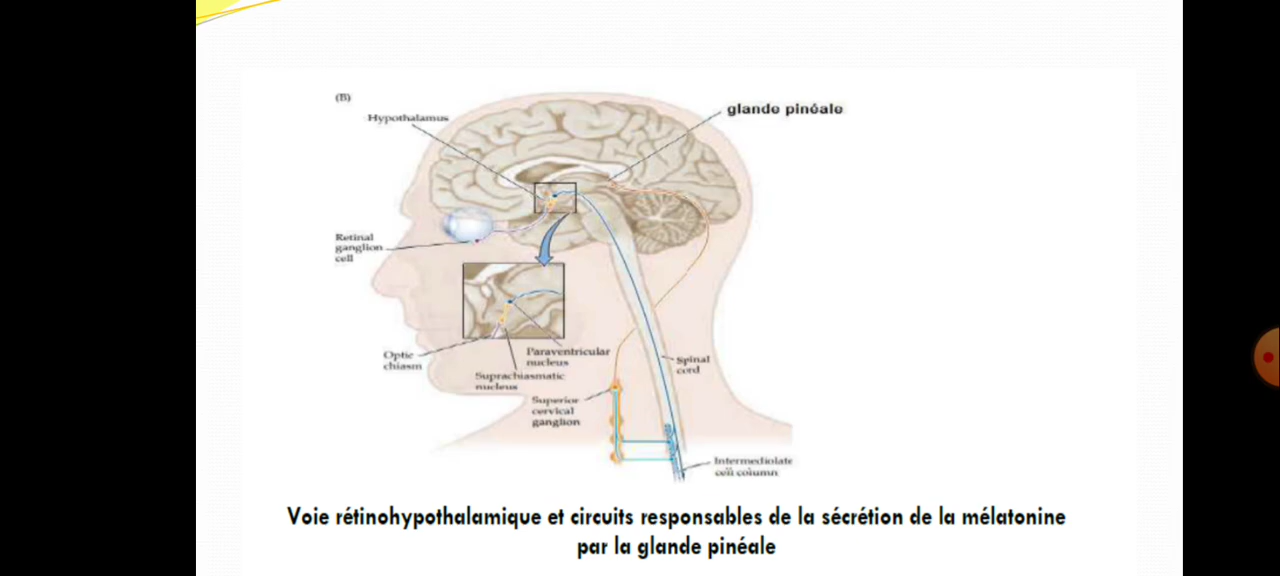 (B)
glande pinéale
Hypothalamus
Retinal
ganglion
cell
Optic
chiasm
Paraventricular
nucleus
Suprachiasmatic
nucleus
Spinal
cord
Superior
cervical
ganglion
Intermediolate
cell column
Voie rétinohypothalamique et circuits responsables de la sécrétion de la mélatonine
par la glande pinéale